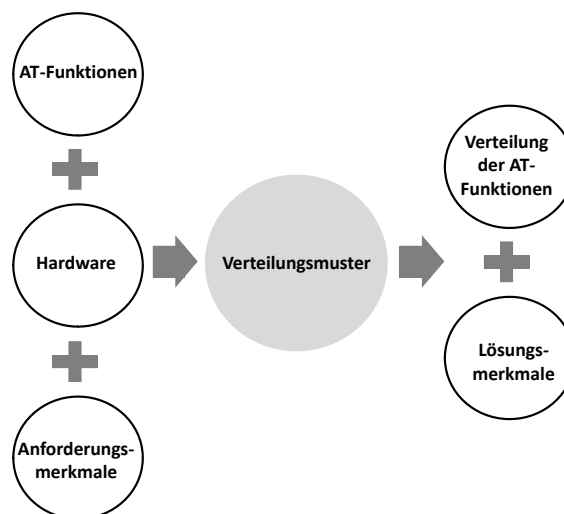 AT-Funktionen
Hardware
Anforderungs-
merkmale
Verteilungsmuster
Verteilung
der AT-
Funktionen
Lösungs-
merkmale